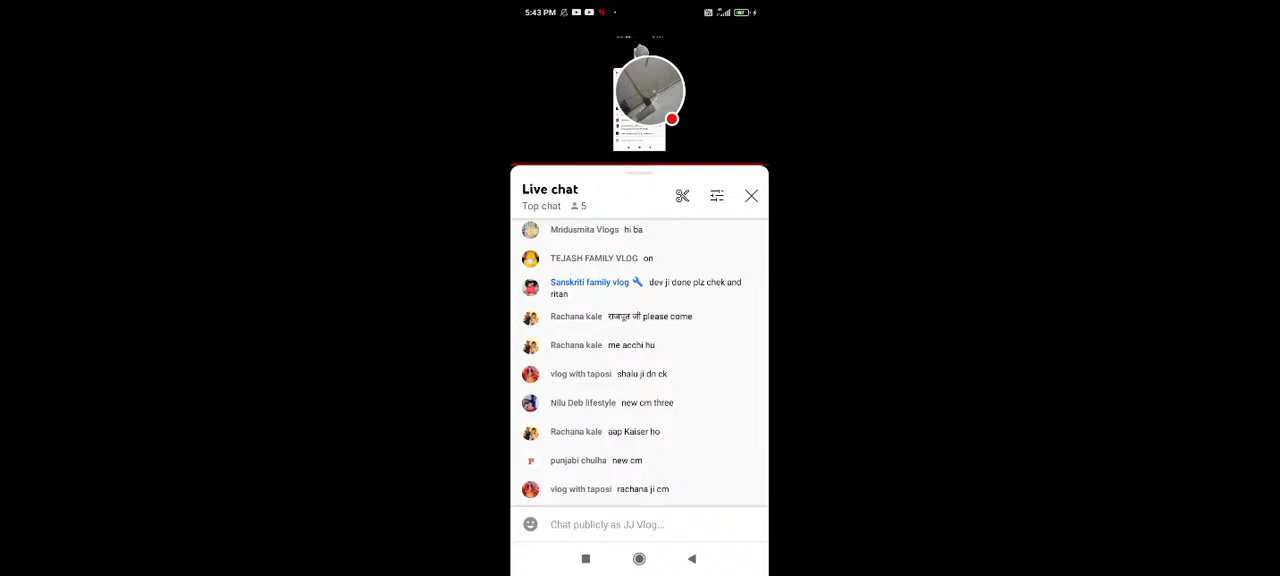 5:43 PM
Live chat
Top chat 5
Mridusmita Vlogs hi ba
TEJASH FAMILY VLOG on
Sanskriti family vlog dev ji done plz chek and
ritan
Rachana kale राजपूत जी please come
Rachana kale me acchi hu
vlog with taposi shalu ji dn ck
Nilu Deb lifestyle new cm three
Rachana kale aap Kaiser ho
punjabi chulha new cm
vlog with taposi rachana ji cm
Chat publicly as JJ Vlog...